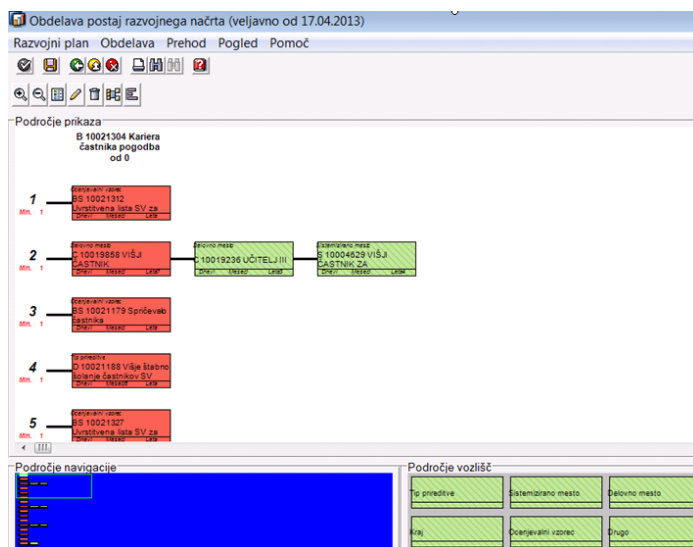 Obdelava postaj razvojnega načrta (veljavno od 17.04.2013)
Razvojni plan Obdelava Prehod Pogled Pomoč
Področje prikaza
B 10021304 Kariera
častnika pogodba
od 0
1
Min. 1
Ocenjevalni vzorec
BS 10021312
Uvrstitvena lista SV za
Dnevi Meseci Leta
2
Min. 1
Delovno mesto
C 10019858 VIŠJI
ČASTNIK
Dnevi Meseci
Delovno mesto
C 10019236 UČITELJ III
Dnevi Meseci
Sistemizirano mesto
S 10004629 VIŠJI
ČASTNIK ZA
Dnevi Meseci
3
Min. 1
Ocenjevalni vzorec
BS 10021179 Spričevalo
častnika
Dnevi Meseci Leta
4
Min. 1
Tip prireditve
D 10021188 Višje štabno
šolanje častnikov SV
Dnevi Leta
5
Min. 1
Ocenjevalni vzorec
BS 10021327
Uvrstitvena lista SV za
Dnevi Meseci Leta
Področje navigacije
Področje vozlišč
Tip prireditve
Sistemizirano mesto
Delovno mesto
Kraj
Ocenjevalni vzorec
Drugo